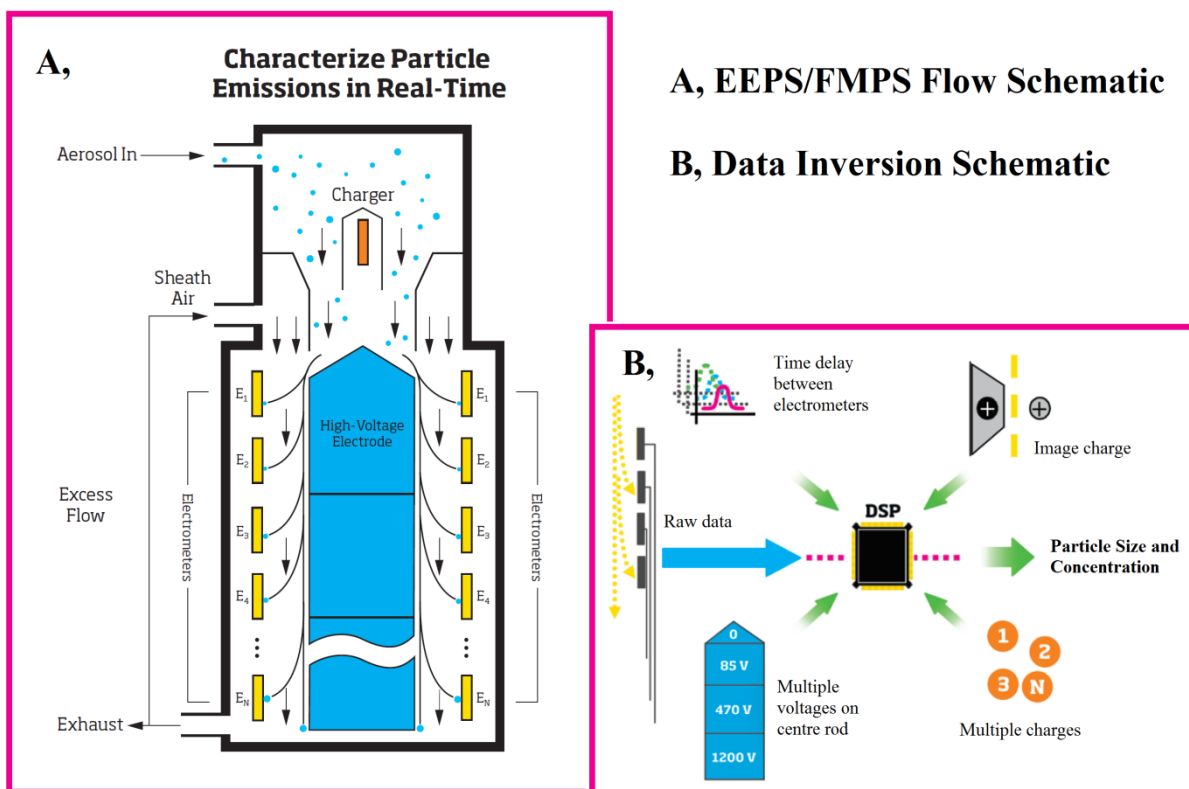 A,
Characterize Particle
Emissions in Real-Time
Aerosol In
Charger
Sheath
Air
E1
E1
High-Voltage
Electrode
E2
E2
Excess
Flow
Electrometers
Electrometers
E3
E3
E4
E4
EN
EN
Exhaust
A, EEPS/FMPS Flow Schematic
B, Data Inversion Schematic
B,
Time delay
between
electrometers
Image charge
Raw data
DSP
Particle Size and
Concentration
0
85 V
470 V
1200 V
Multiple
voltages on
centre rod
1
2
3
N
Multiple charges